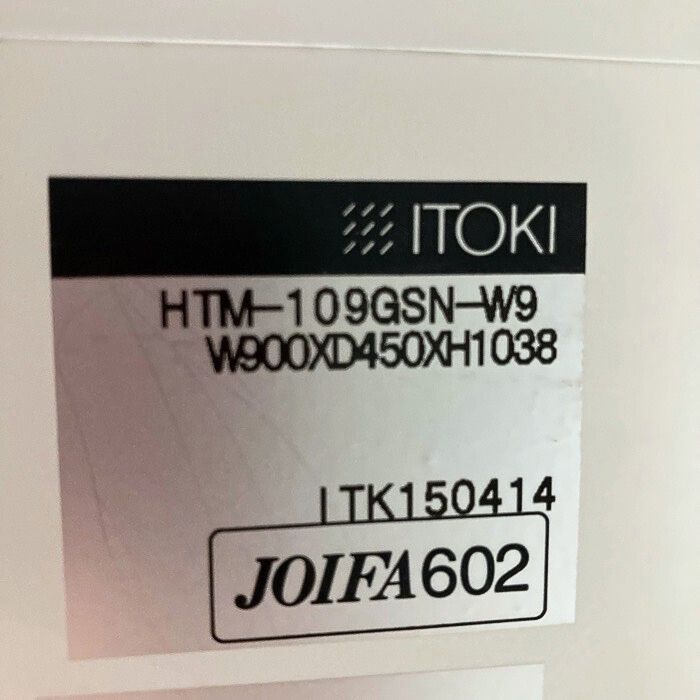 ITOKI
HTM-109GSN-W9
W900XD450XH1038
ITK150414
JOIFA602